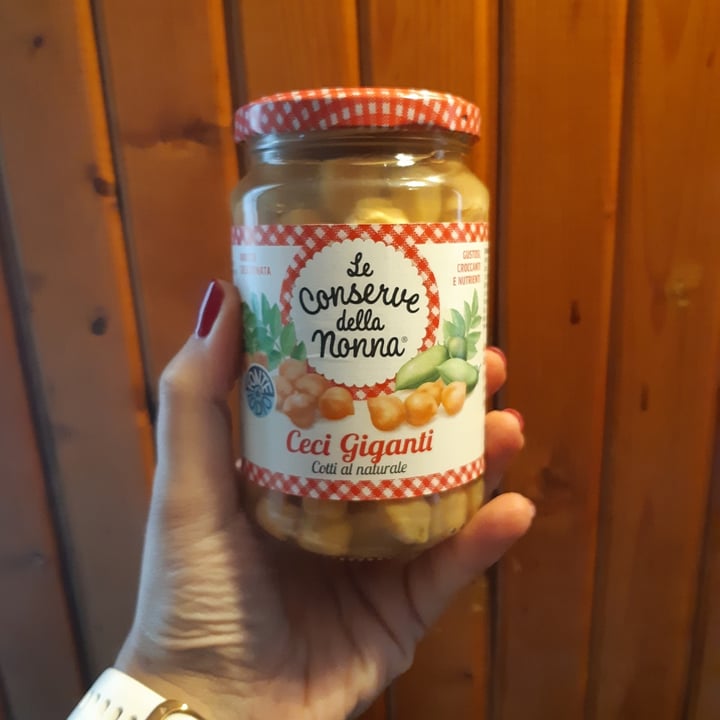 Le
Conserve
della
Nonna®
GUSTOSI,
CROCCANTI
E NUTRIENTI
Ceci Giganti
Cotti al naturale